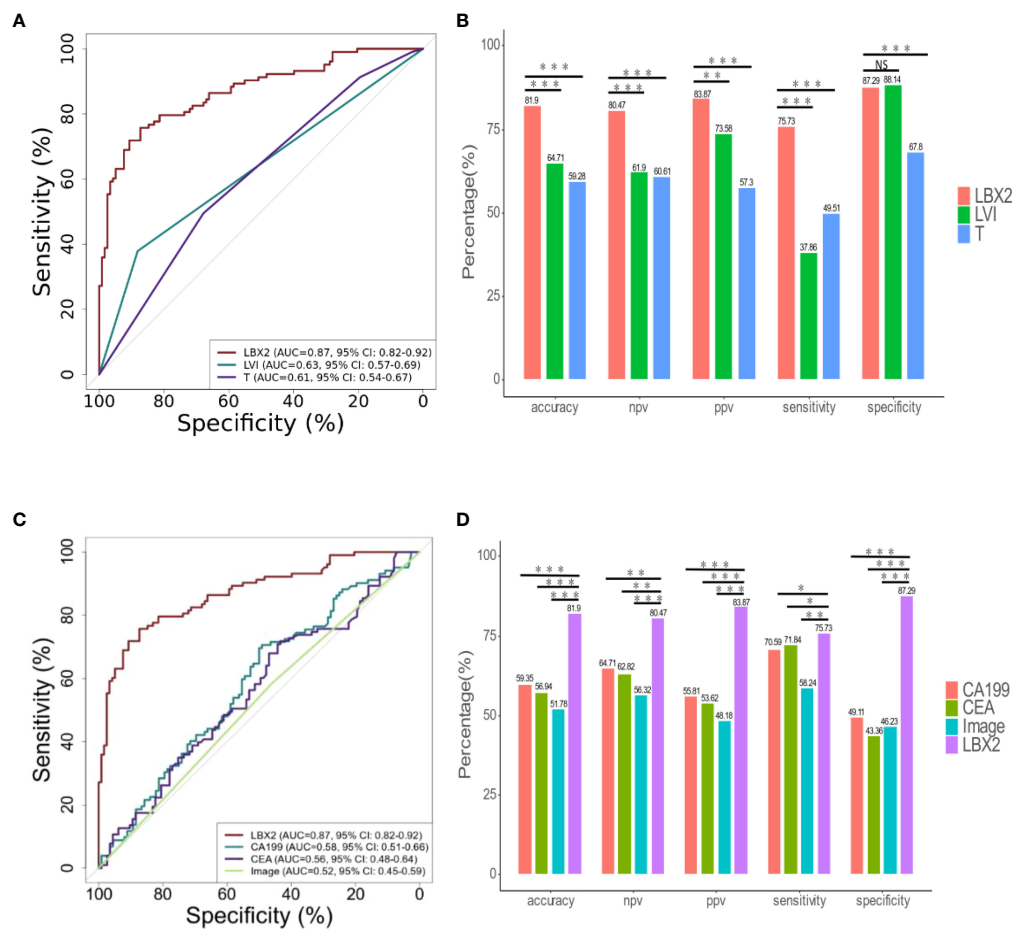 A
Sensitivity (%)
100
80
60
40
20
0
LBX2 (AUC=0.87, 95% CI: 0.82-0.92)
LVI (AUC=0.63, 95% CI: 0.57-0.69)
T (AUC=0.61, 95% CI: 0.54-0.67)
100 80 60 40 20 0
Specificity (%)
B
Percentage(%)
100
75
50
25
0
*** *** *** *** ***
*** *** ** *** NS
81.9 64.71 59.28
80.47 61.9 60.61
83.87 73.58 57.3
75.73 37.86 49.51
87.29 88.14 67.8
accuracy npv ppv sensitivity specificity
LBX2
LVI
T
C
Sensitivity (%)
100
80
60
40
20
0
LBX2 (AUC=0.87, 95% CI: 0.82-0.92)
CA199 (AUC=0.58, 95% CI: 0.51-0.66)
CEA (AUC=0.56, 95% CI: 0.48-0.64)
Image (AUC=0.52, 95% CI: 0.45-0.59)
100 80 60 40 20 0
Specificity (%)
D
Percentage(%)
100
75
50
25
0
*** ** *** * ***
*** ** *** * ***
*** *** *** ** ***
59.35 56.94 51.78 81.9
64.71 62.82 56.32 80.47
55.81 53.62 48.18 83.87
70.59 71.84 58.24 75.73
49.11 43.36 46.23 87.29
accuracy npv ppv sensitivity specificity
CA199
CEA
Image
LBX2